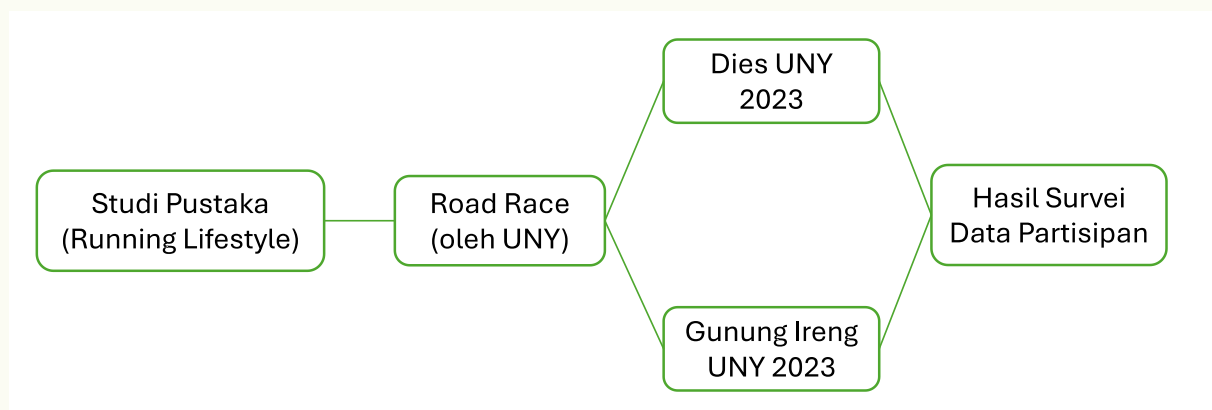 Studi Pustaka
(Running Lifestyle)
Road Race
(oleh UNY)
Dies UNY
2023
Gunung Ireng
UNY 2023
Hasil Survei
Data Partisipan